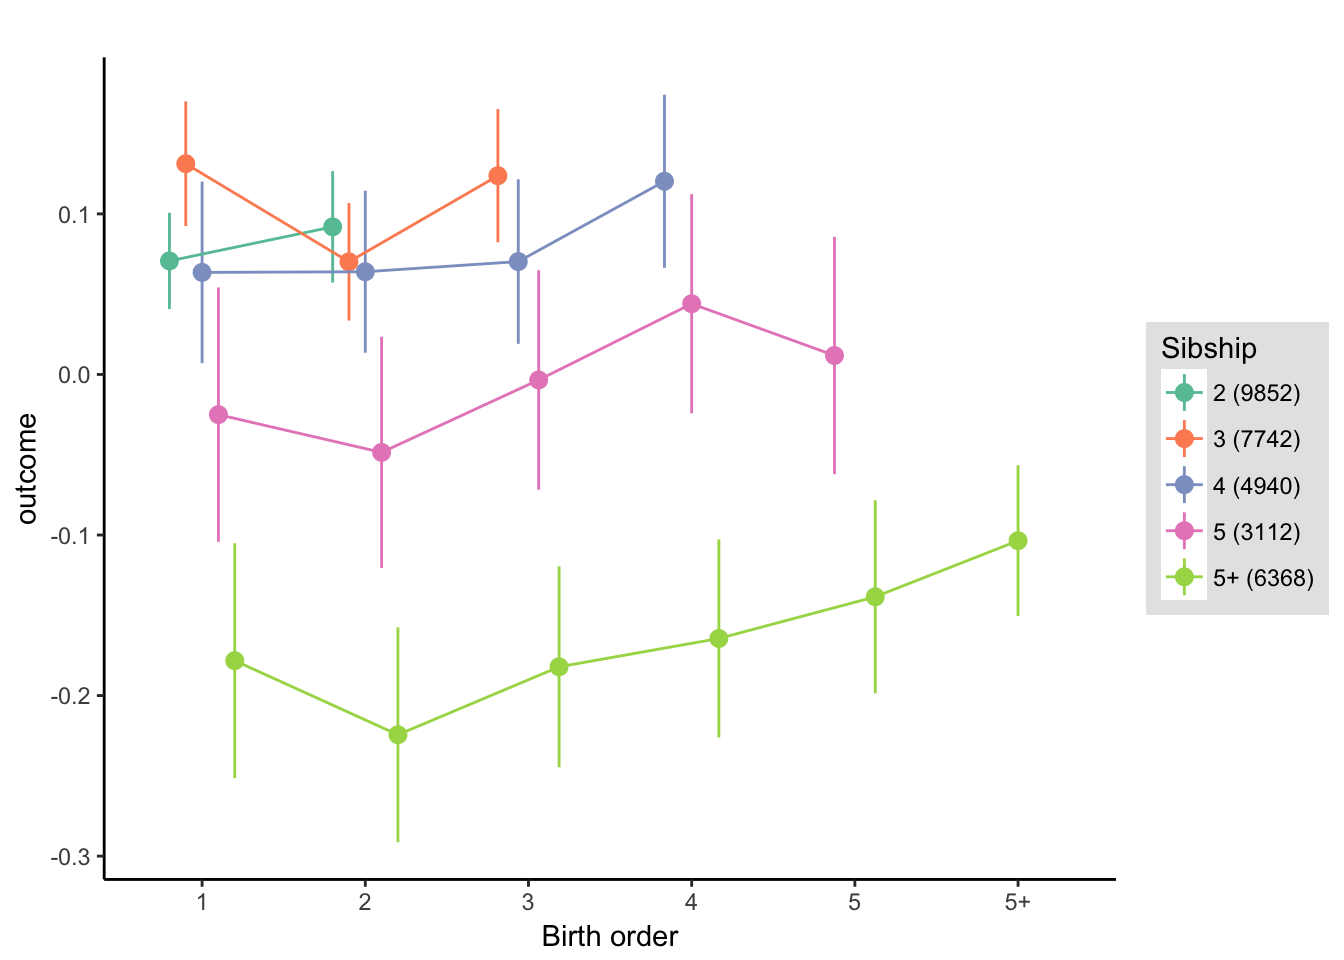 0.1
0.0
-0.1
-0.2
-0.3
outcome
1 2 3 4 5 5+
Birth order
Sibship
2 (9852)
3 (7742)
4 (4940)
5 (3112)
5+ (6368)